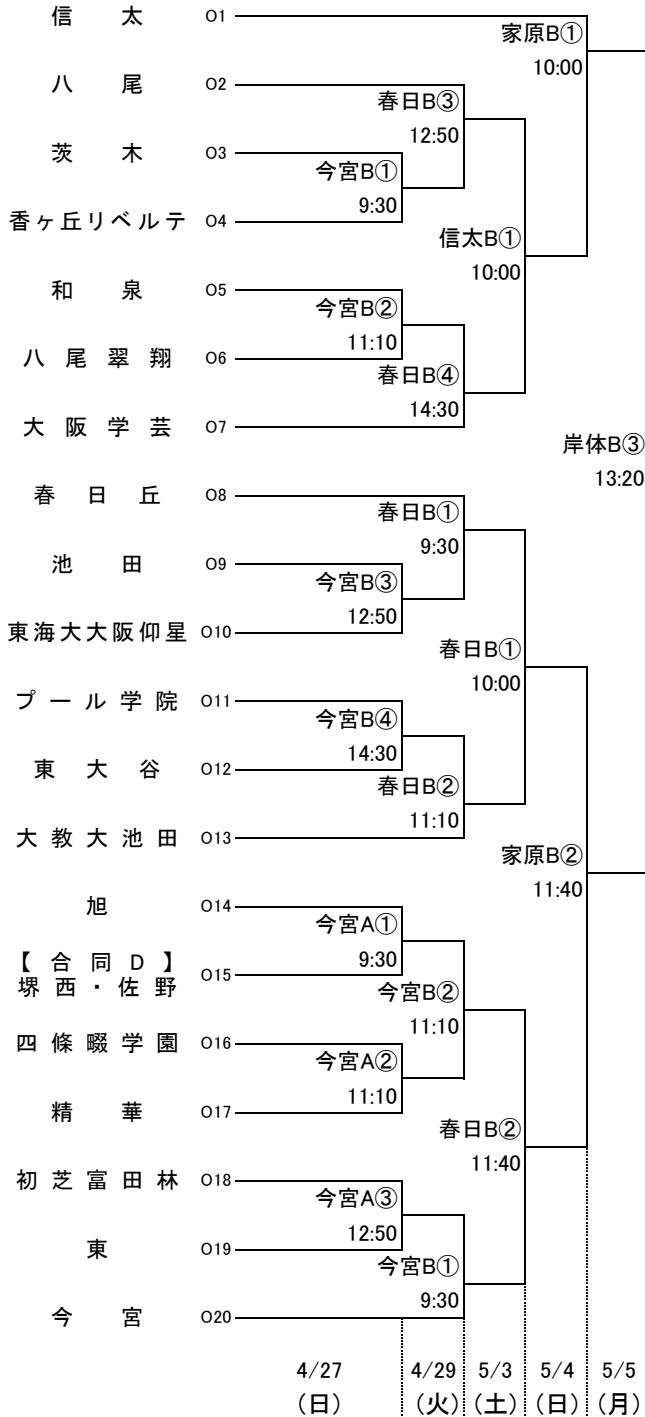 信太 O1
家原B①
10:00
八尾 O2
春日B③
12:50
茨木 O3
今宮B①
9:30
香ヶ丘リベルテ O4
信太B①
10:00
和泉 O5
今宮B②
11:10
八尾翠翔 O6
春日B④
14:30
大阪学芸 O7
岸体B③
13:20
春日丘 O8
春日B①
9:30
池田 O9
今宮B③
12:50
東海大大阪仰星 O10
春日B①
10:00
プール学院 O11
今宮B④
14:30
東大谷 O12
春日B②
11:10
大教大池田 O13
家原B②
11:40
旭 O14
今宮A①
9:30
【合同D】
堺西・佐野 O15
今宮B②
11:10
四條畷学園 O16
今宮A②
11:10
精華 O17
春日B②
11:40
初芝富田林 O18
今宮A③
12:50
東 O19
今宮B①
9:30
今宮 O20
4/27 4/29 5/3 5/4 5/5
(日) (火) (土) (日) (月)